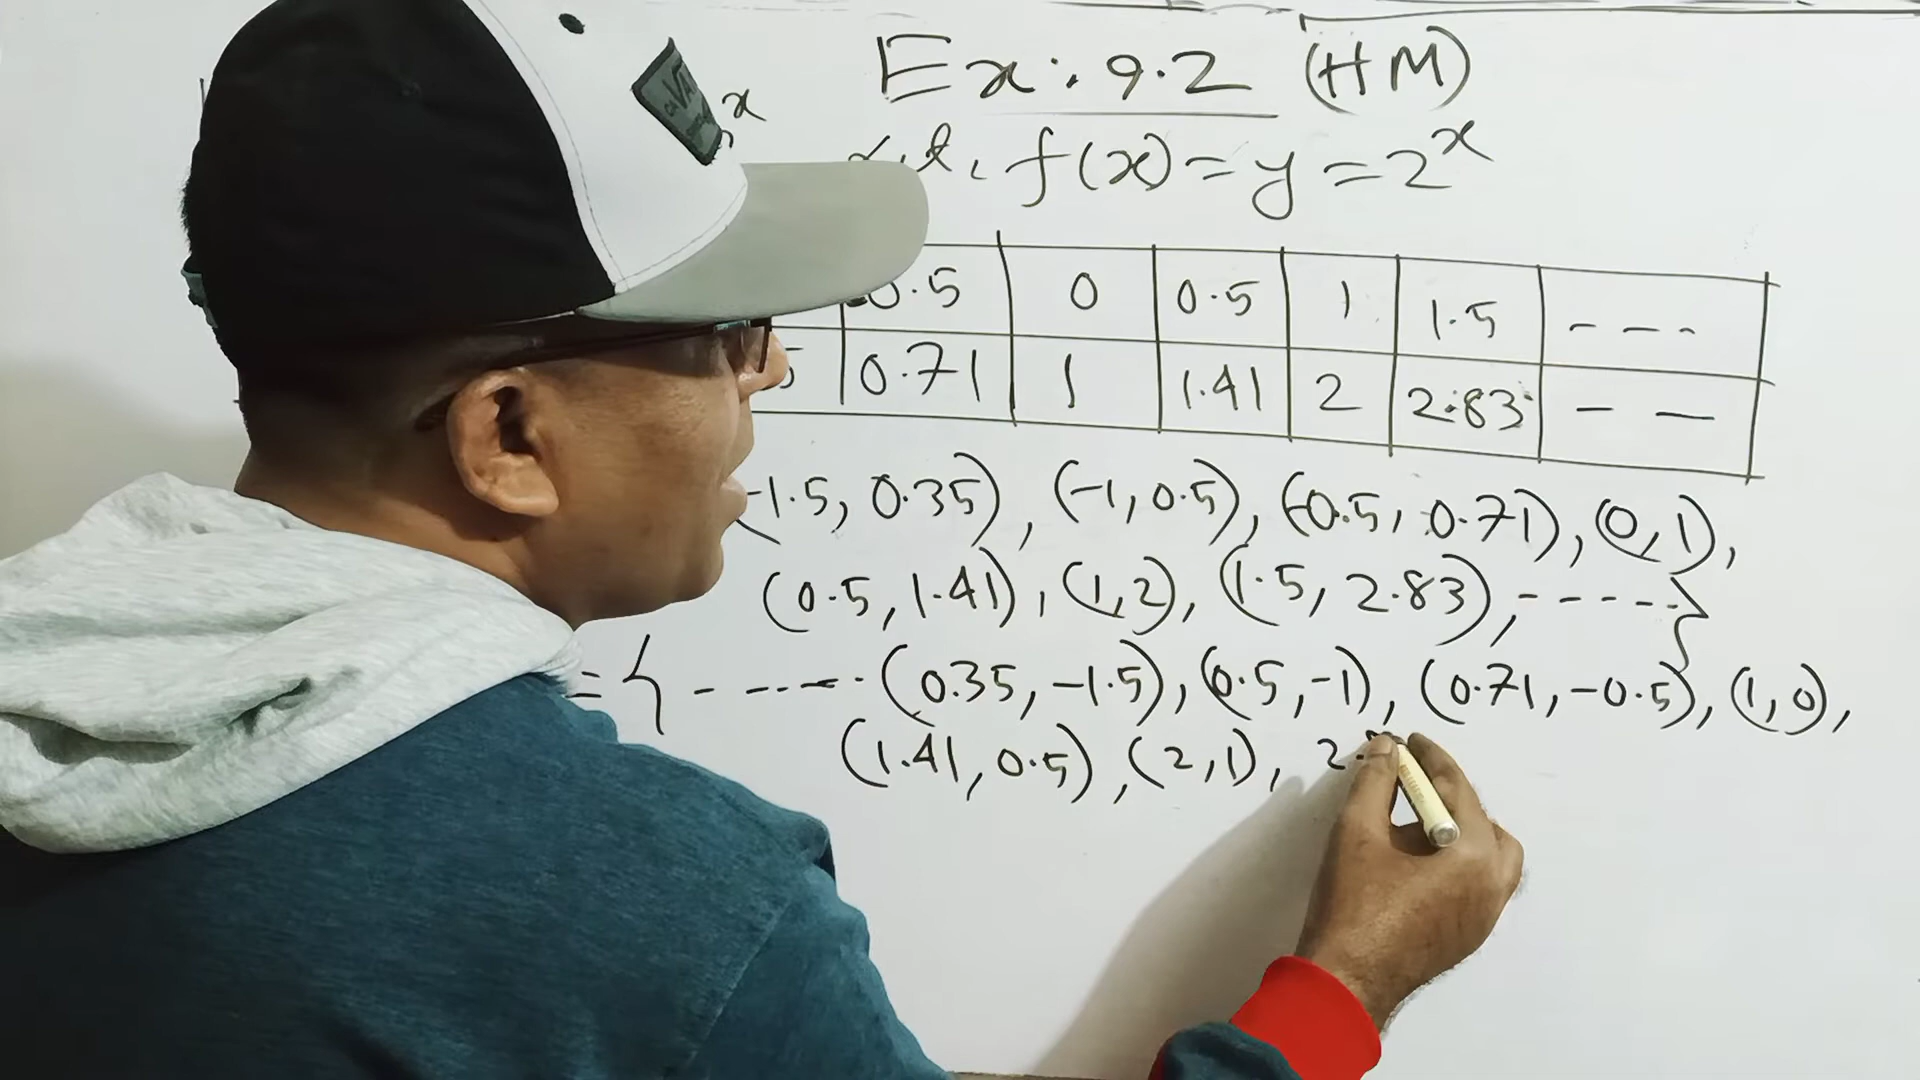 Ex: 9.2 (HM)
x
f(x) = y = 2^x
0.5 | 0 | 0.5 | 1 | 1.5 | - - -
5 | 0.71 | 1 | 1.41 | 2 | 2.83 | - -
(-1.5, 0.35), (-1, 0.5), (-0.5, 0.71), (0, 1),
(0.5, 1.41), (1, 2), (1.5, 2.83), - - - - - }
= { - - - - - (0.35, -1.5), (0.5, -1), (0.71, -0.5), (1, 0),
(1.41, 0.5), (2, 1), 2.